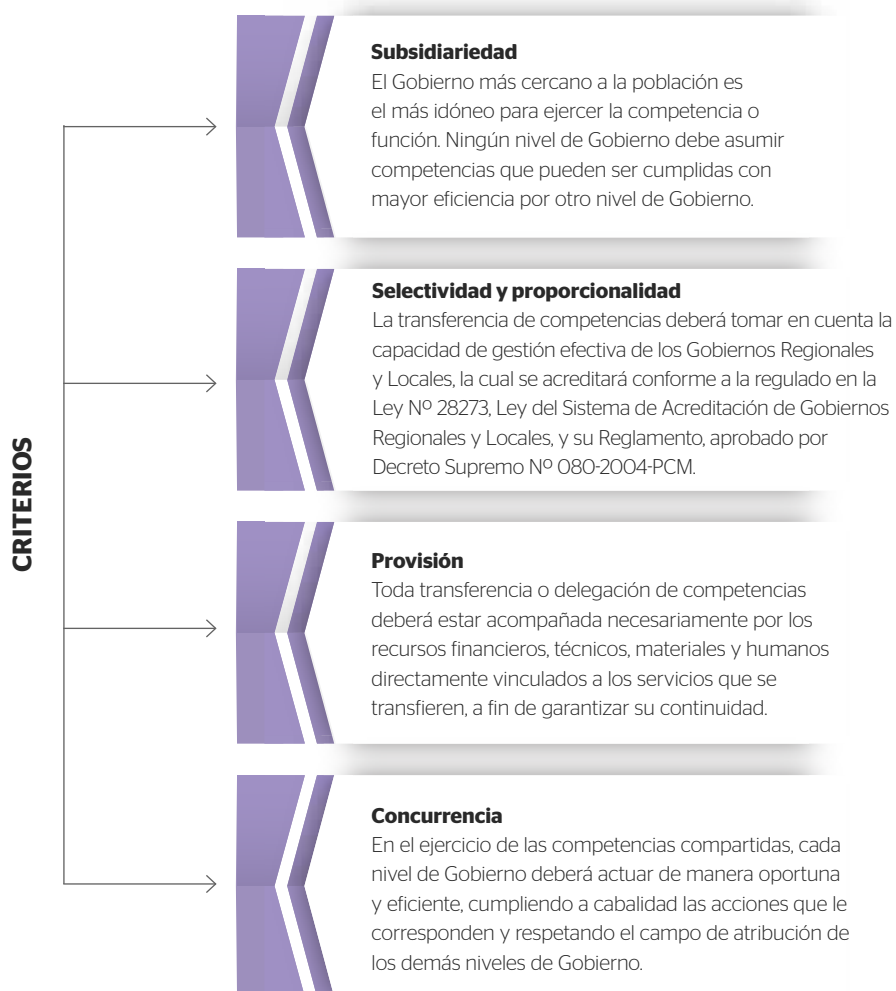 CRITERIOS
Subsidiariedad
El Gobierno más cercano a la población es
el más idóneo para ejercer la competencia o
función. Ningún nivel de Gobierno debe asumir
competencias que pueden ser cumplidas con
mayor eficiencia por otro nivel de Gobierno.
Selectividad y proporcionalidad
La transferencia de competencias deberá tomar en cuenta la
capacidad de gestión efectiva de los Gobiernos Regionales
y Locales, la cual se acreditará conforme a la regulado en la
Ley Nº 28273, Ley del Sistema de Acreditación de Gobiernos
Regionales y Locales, y su Reglamento, aprobado por
Decreto Supremo Nº 080-2004-PCM.
Provisión
Toda transferencia o delegación de competencias
deberá estar acompañada necesariamente por los
recursos financieros, técnicos, materiales y humanos
directamente vinculados a los servicios que se
transfieren, a fin de garantizar su continuidad.
Concurrencia
En el ejercicio de las competencias compartidas, cada
nivel de Gobierno deberá actuar de manera oportuna
y eficiente, cumpliendo a cabalidad las acciones que le
corresponden y respetando el campo de atribución de
los demás niveles de Gobierno.